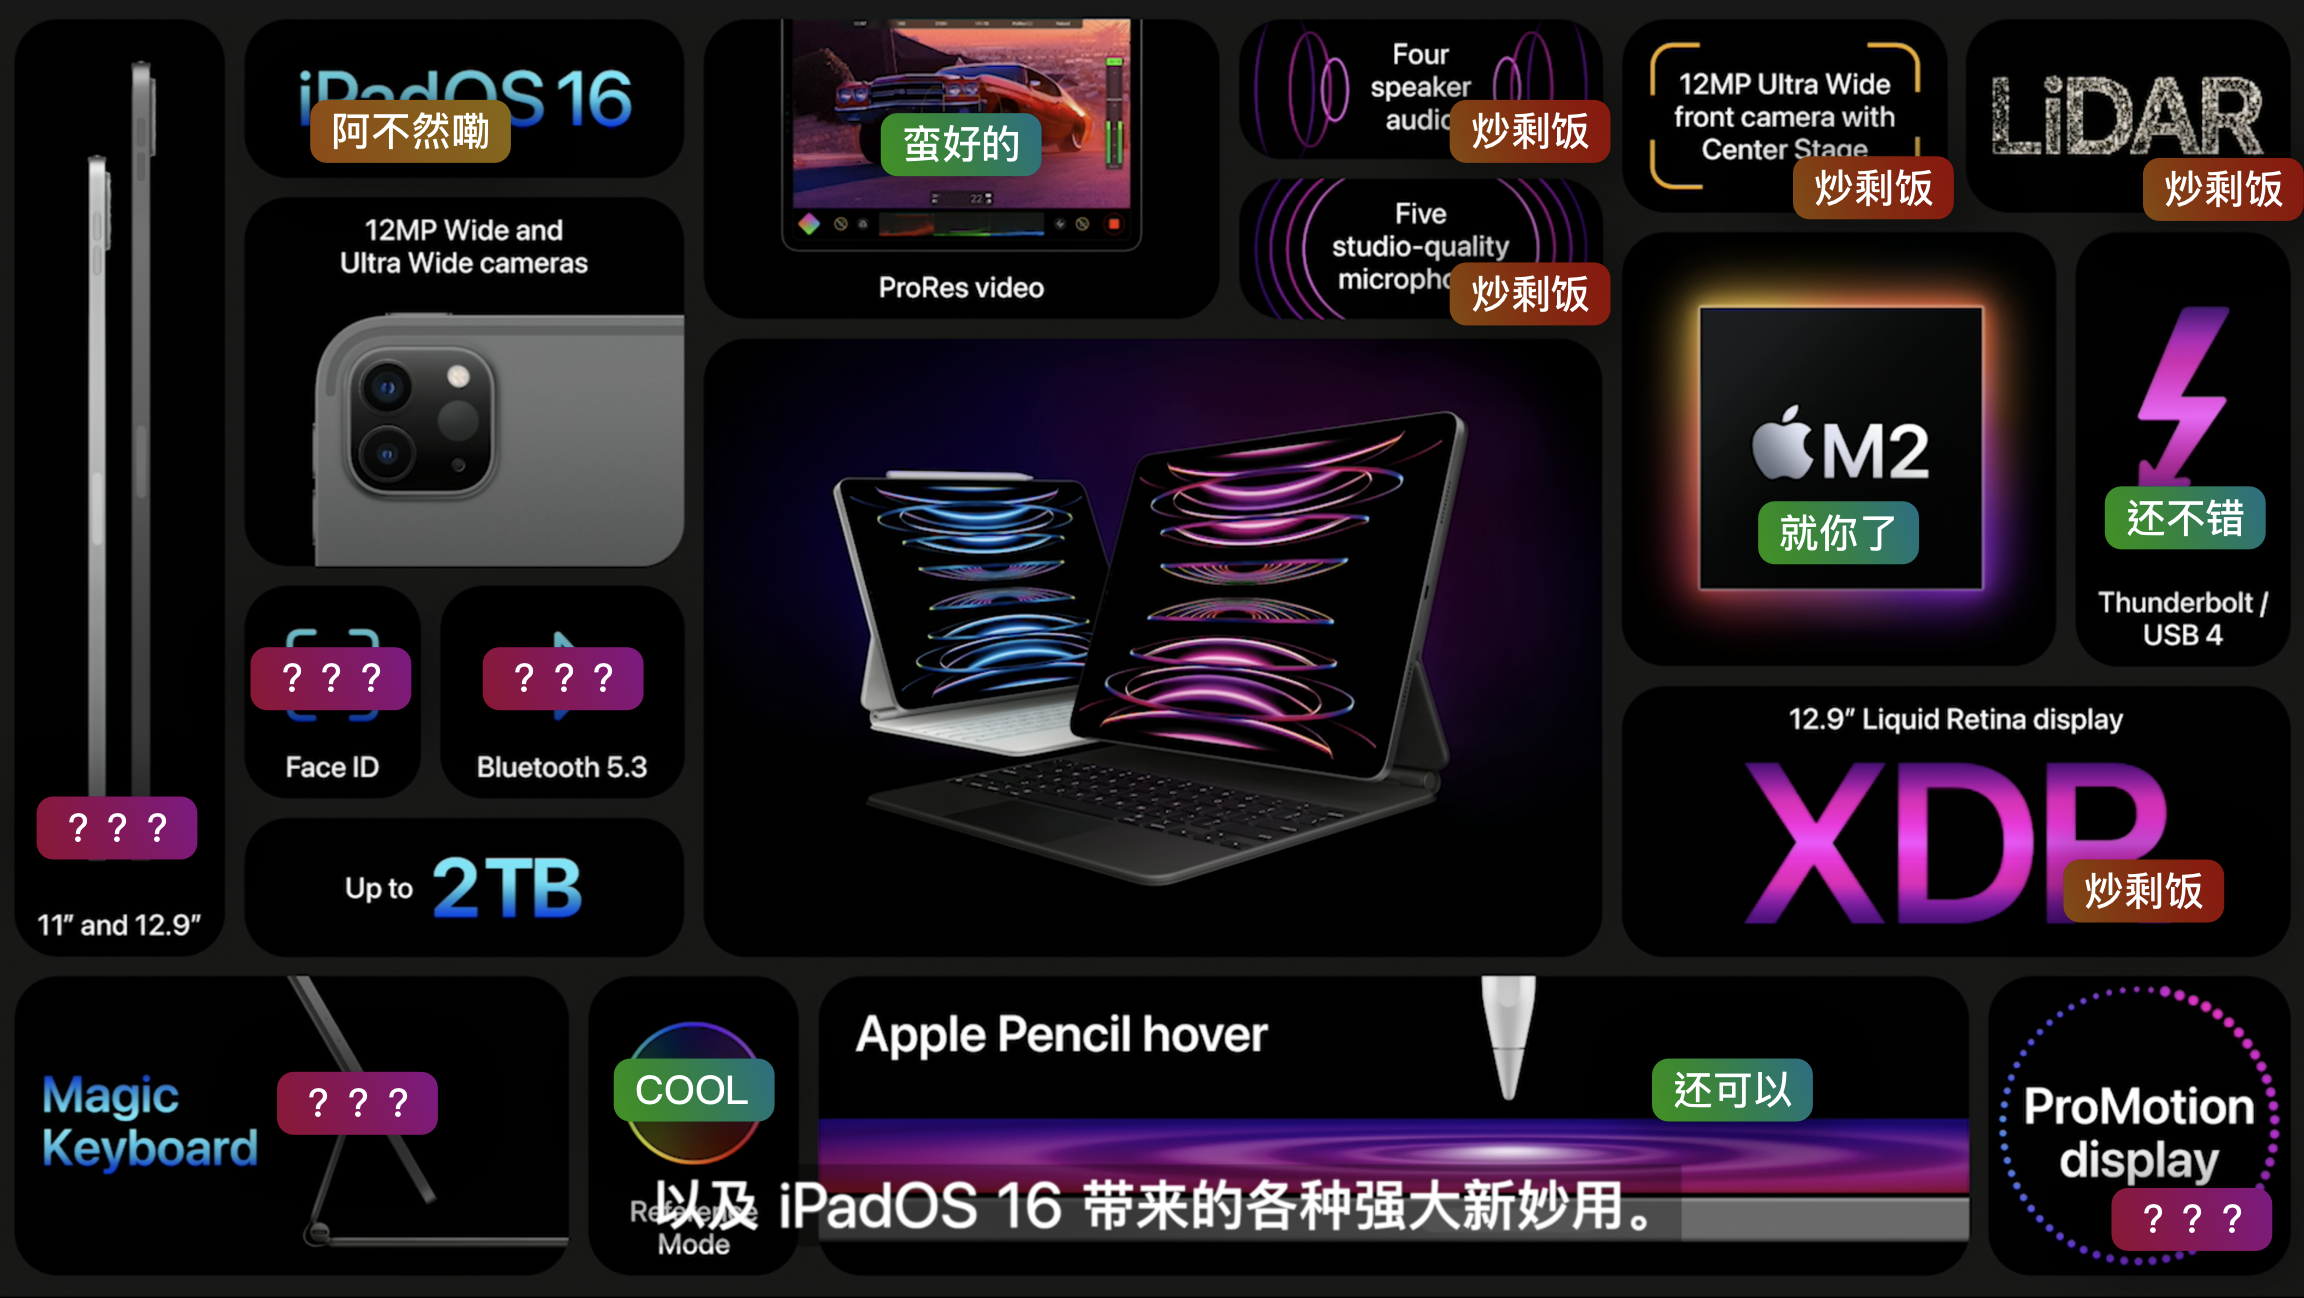 iPadOS 16
阿不然嘞
12MP Wide and
Ultra Wide cameras
？？？
Face ID
？？？
Bluetooth 5.3
？？？
11” and 12.9”
Up to 2TB
蛮好的
22
ProRes video
Four
speaker
audio
炒剩饭
Five
studio-quality
炒剩饭
12MP Ultra Wide
front camera with
Center Stage
炒剩饭
LiDAR
炒剩饭
M2
就你了
还不错
Thunderbolt /
USB 4
12.9” Liquid Retina display
XDR
炒剩饭
Magic
Keyboard
？？？
COOL
Reference
Mode
Apple Pencil hover
还可以
ProMotion
display
？？？
以及 iPadOS 16 带来的各种强大新妙用。